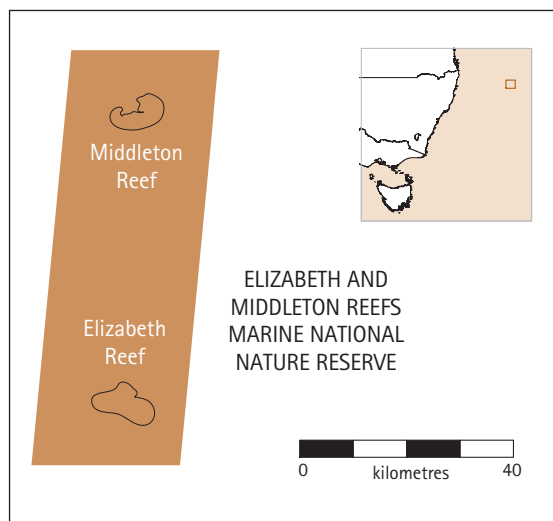 Middleton
Reef
ELIZABETH AND
MIDDLETON REEFS
MARINE NATIONAL
NATURE RESERVE
Elizabeth
Reef
0 kilometres 40